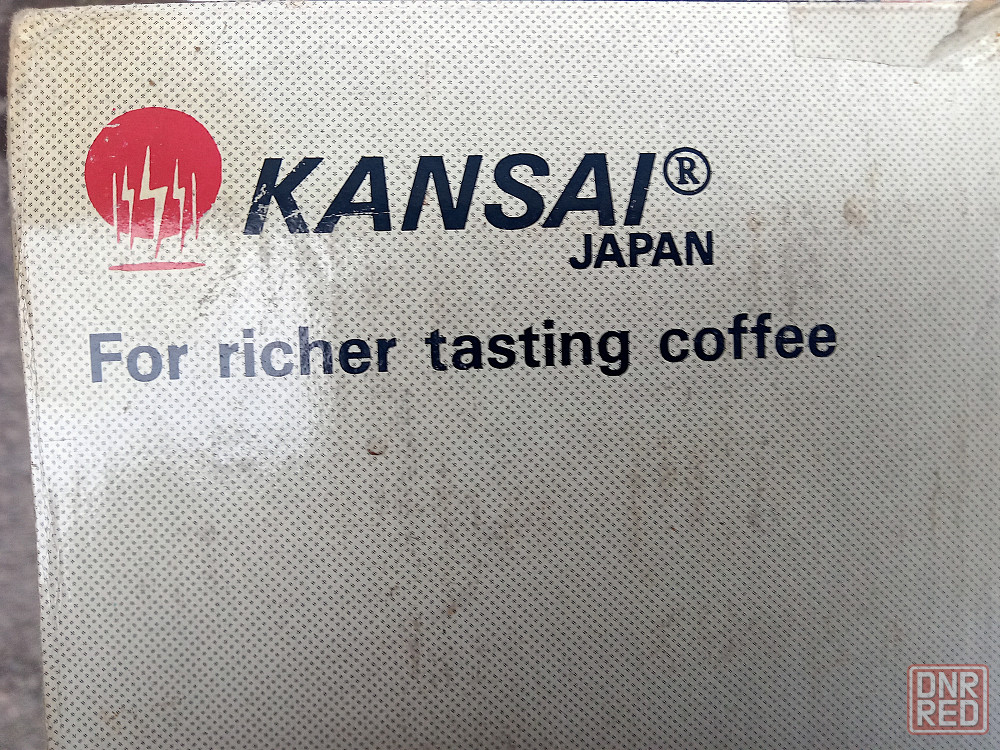 KANSAI®
JAPAN
For richer tasting coffee
DNR
RED